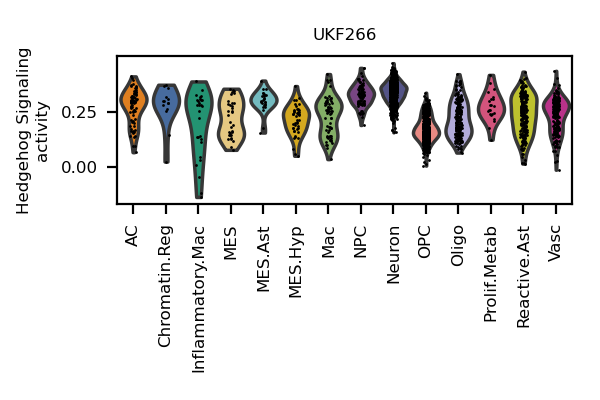 UKF266
Hedgehog Signaling
activity
0.25
0.00
AC
Chromatin.Reg
Inflammatory.Mac
MES
MES.Ast
MES.Hyp
Mac
NPC
Neuron
OPC
Oligo
Prolif.Metab
Reactive.Ast
Vasc